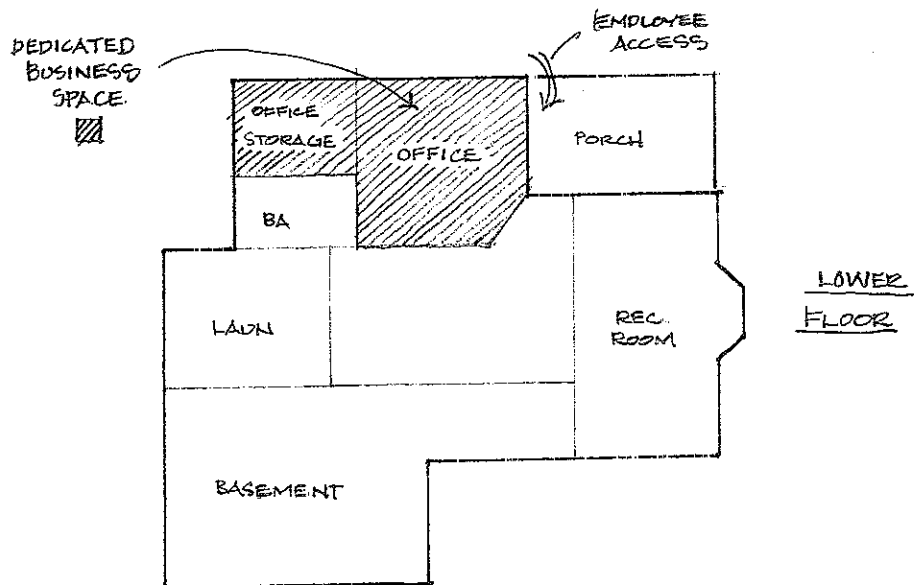 DEDICATED
BUSINESS
SPACE.
EMPLOYEE
ACCESS
OFFICE
STORAGE
OFFICE
PORCH
BA
LAUN
REC.
ROOM
LOWER
FLOOR
BASEMENT